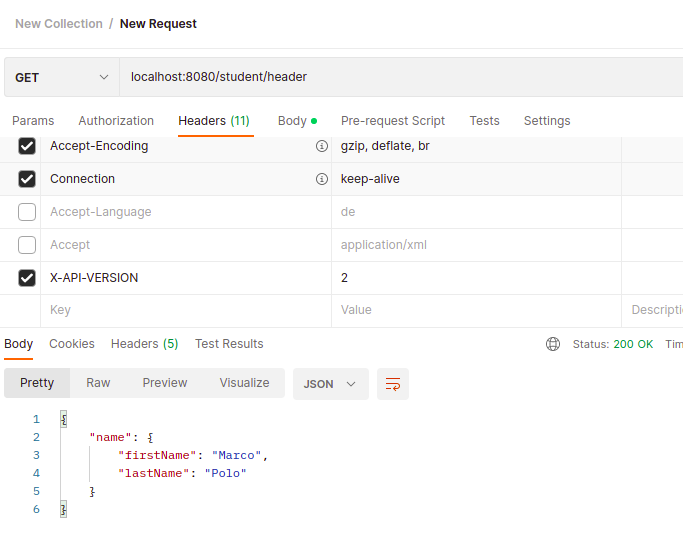 New Collection / New Request
GET localhost:8080/student/header
Params Authorization Headers (11) Body Pre-request Script Tests Settings
Accept-Encoding gzip, deflate, br
Connection keep-alive
Accept-Language de
Accept application/xml
X-API-VERSION 2
Key Value Descripti
Body Cookies Headers (5) Test Results Status: 200 OK Tim
Pretty Raw Preview Visualize JSON
1 {
2 "name": {
3 "firstName": "Marco",
4 "lastName": "Polo"
5 }
6 }